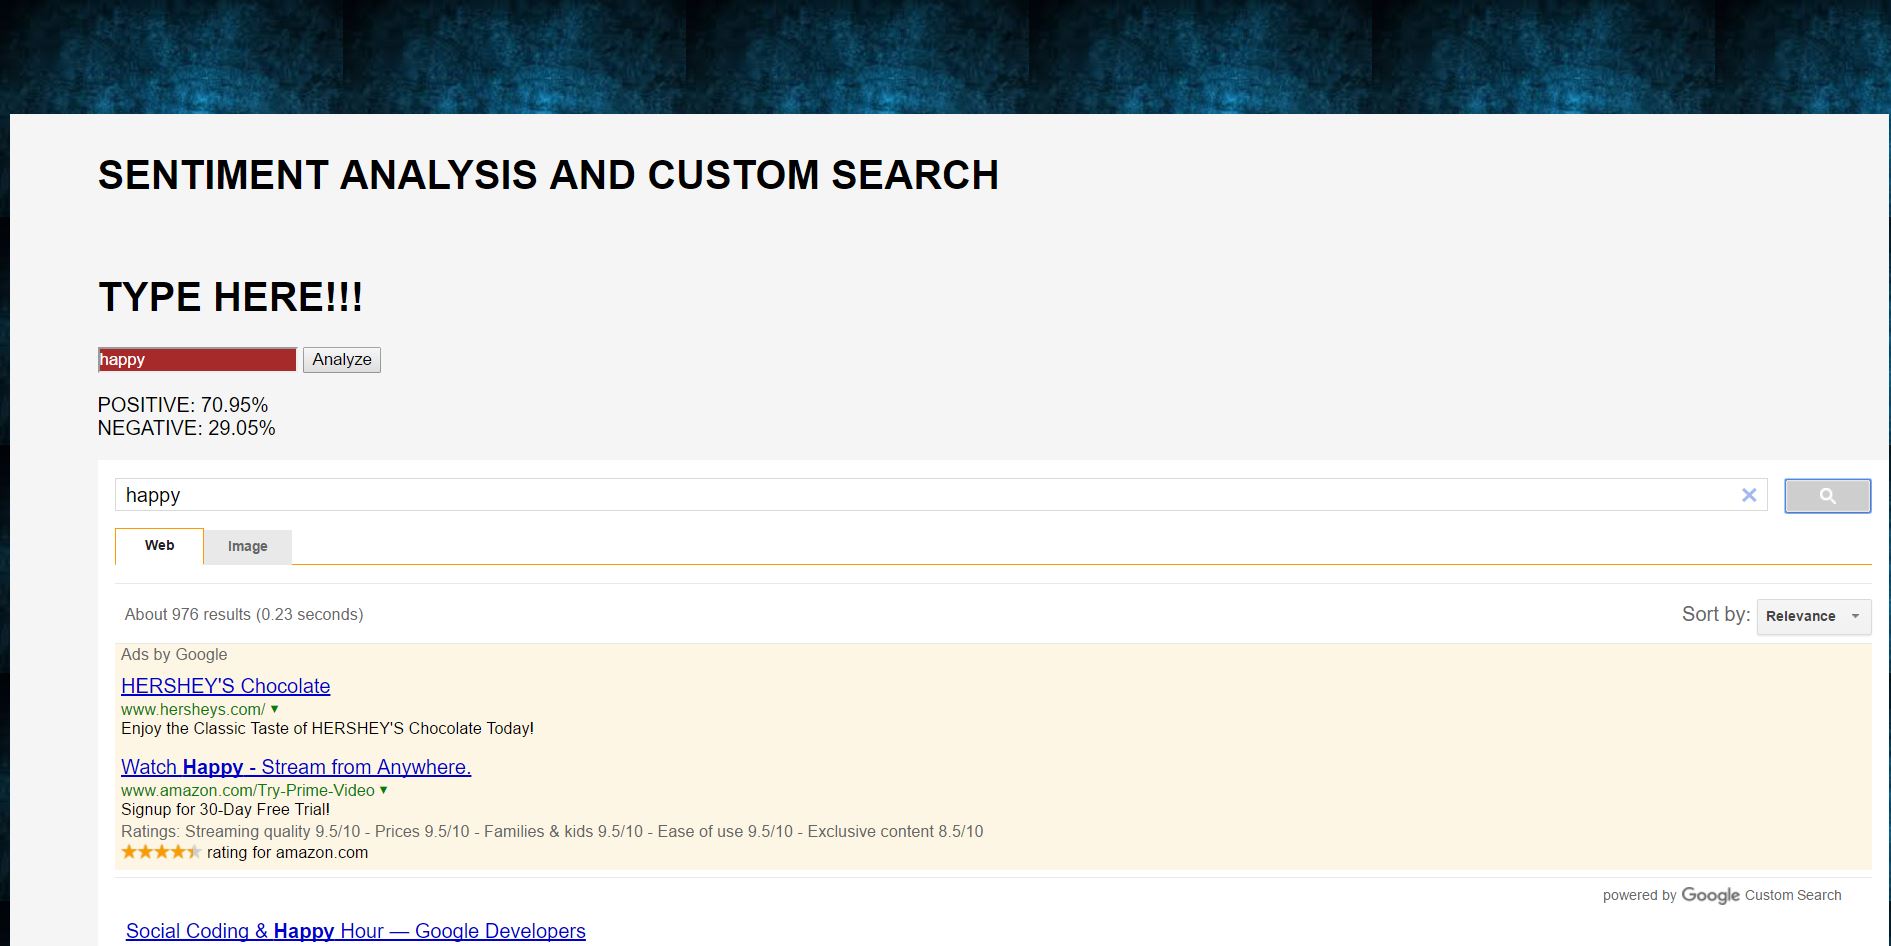 SENTIMENT ANALYSIS AND CUSTOM SEARCH
TYPE HERE!!!
happy Analyze
POSITIVE: 70.95%
NEGATIVE: 29.05%
happy
Web Image
About 976 results (0.23 seconds) Sort by: Relevance
Ads by Google
HERSHEY'S Chocolate
www.hersheys.com/
Enjoy the Classic Taste of HERSHEY'S Chocolate Today!
Watch Happy - Stream from Anywhere.
www.amazon.com/Try-Prime-Video
Signup for 30-Day Free Trial!
Ratings: Streaming quality 9.5/10 - Prices 9.5/10 - Families & kids 9.5/10 - Ease of use 9.5/10 - Exclusive content 8.5/10
rating for amazon.com
powered by Google Custom Search
Social Coding & Happy Hour — Google Developers